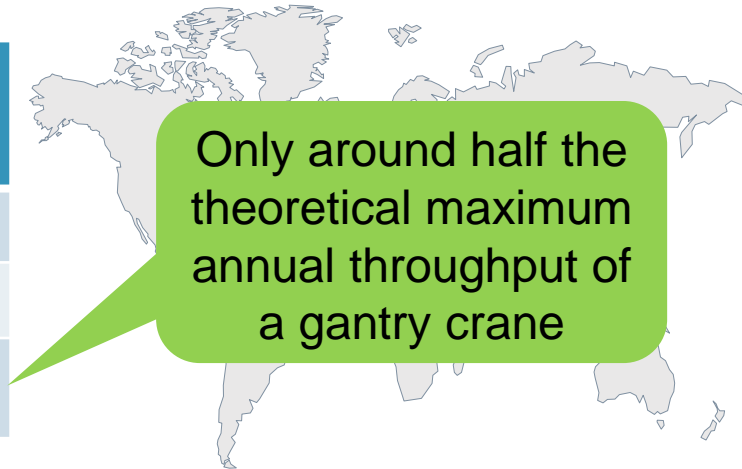 Only around half the
theoretical maximum
annual throughput of
a gantry crane